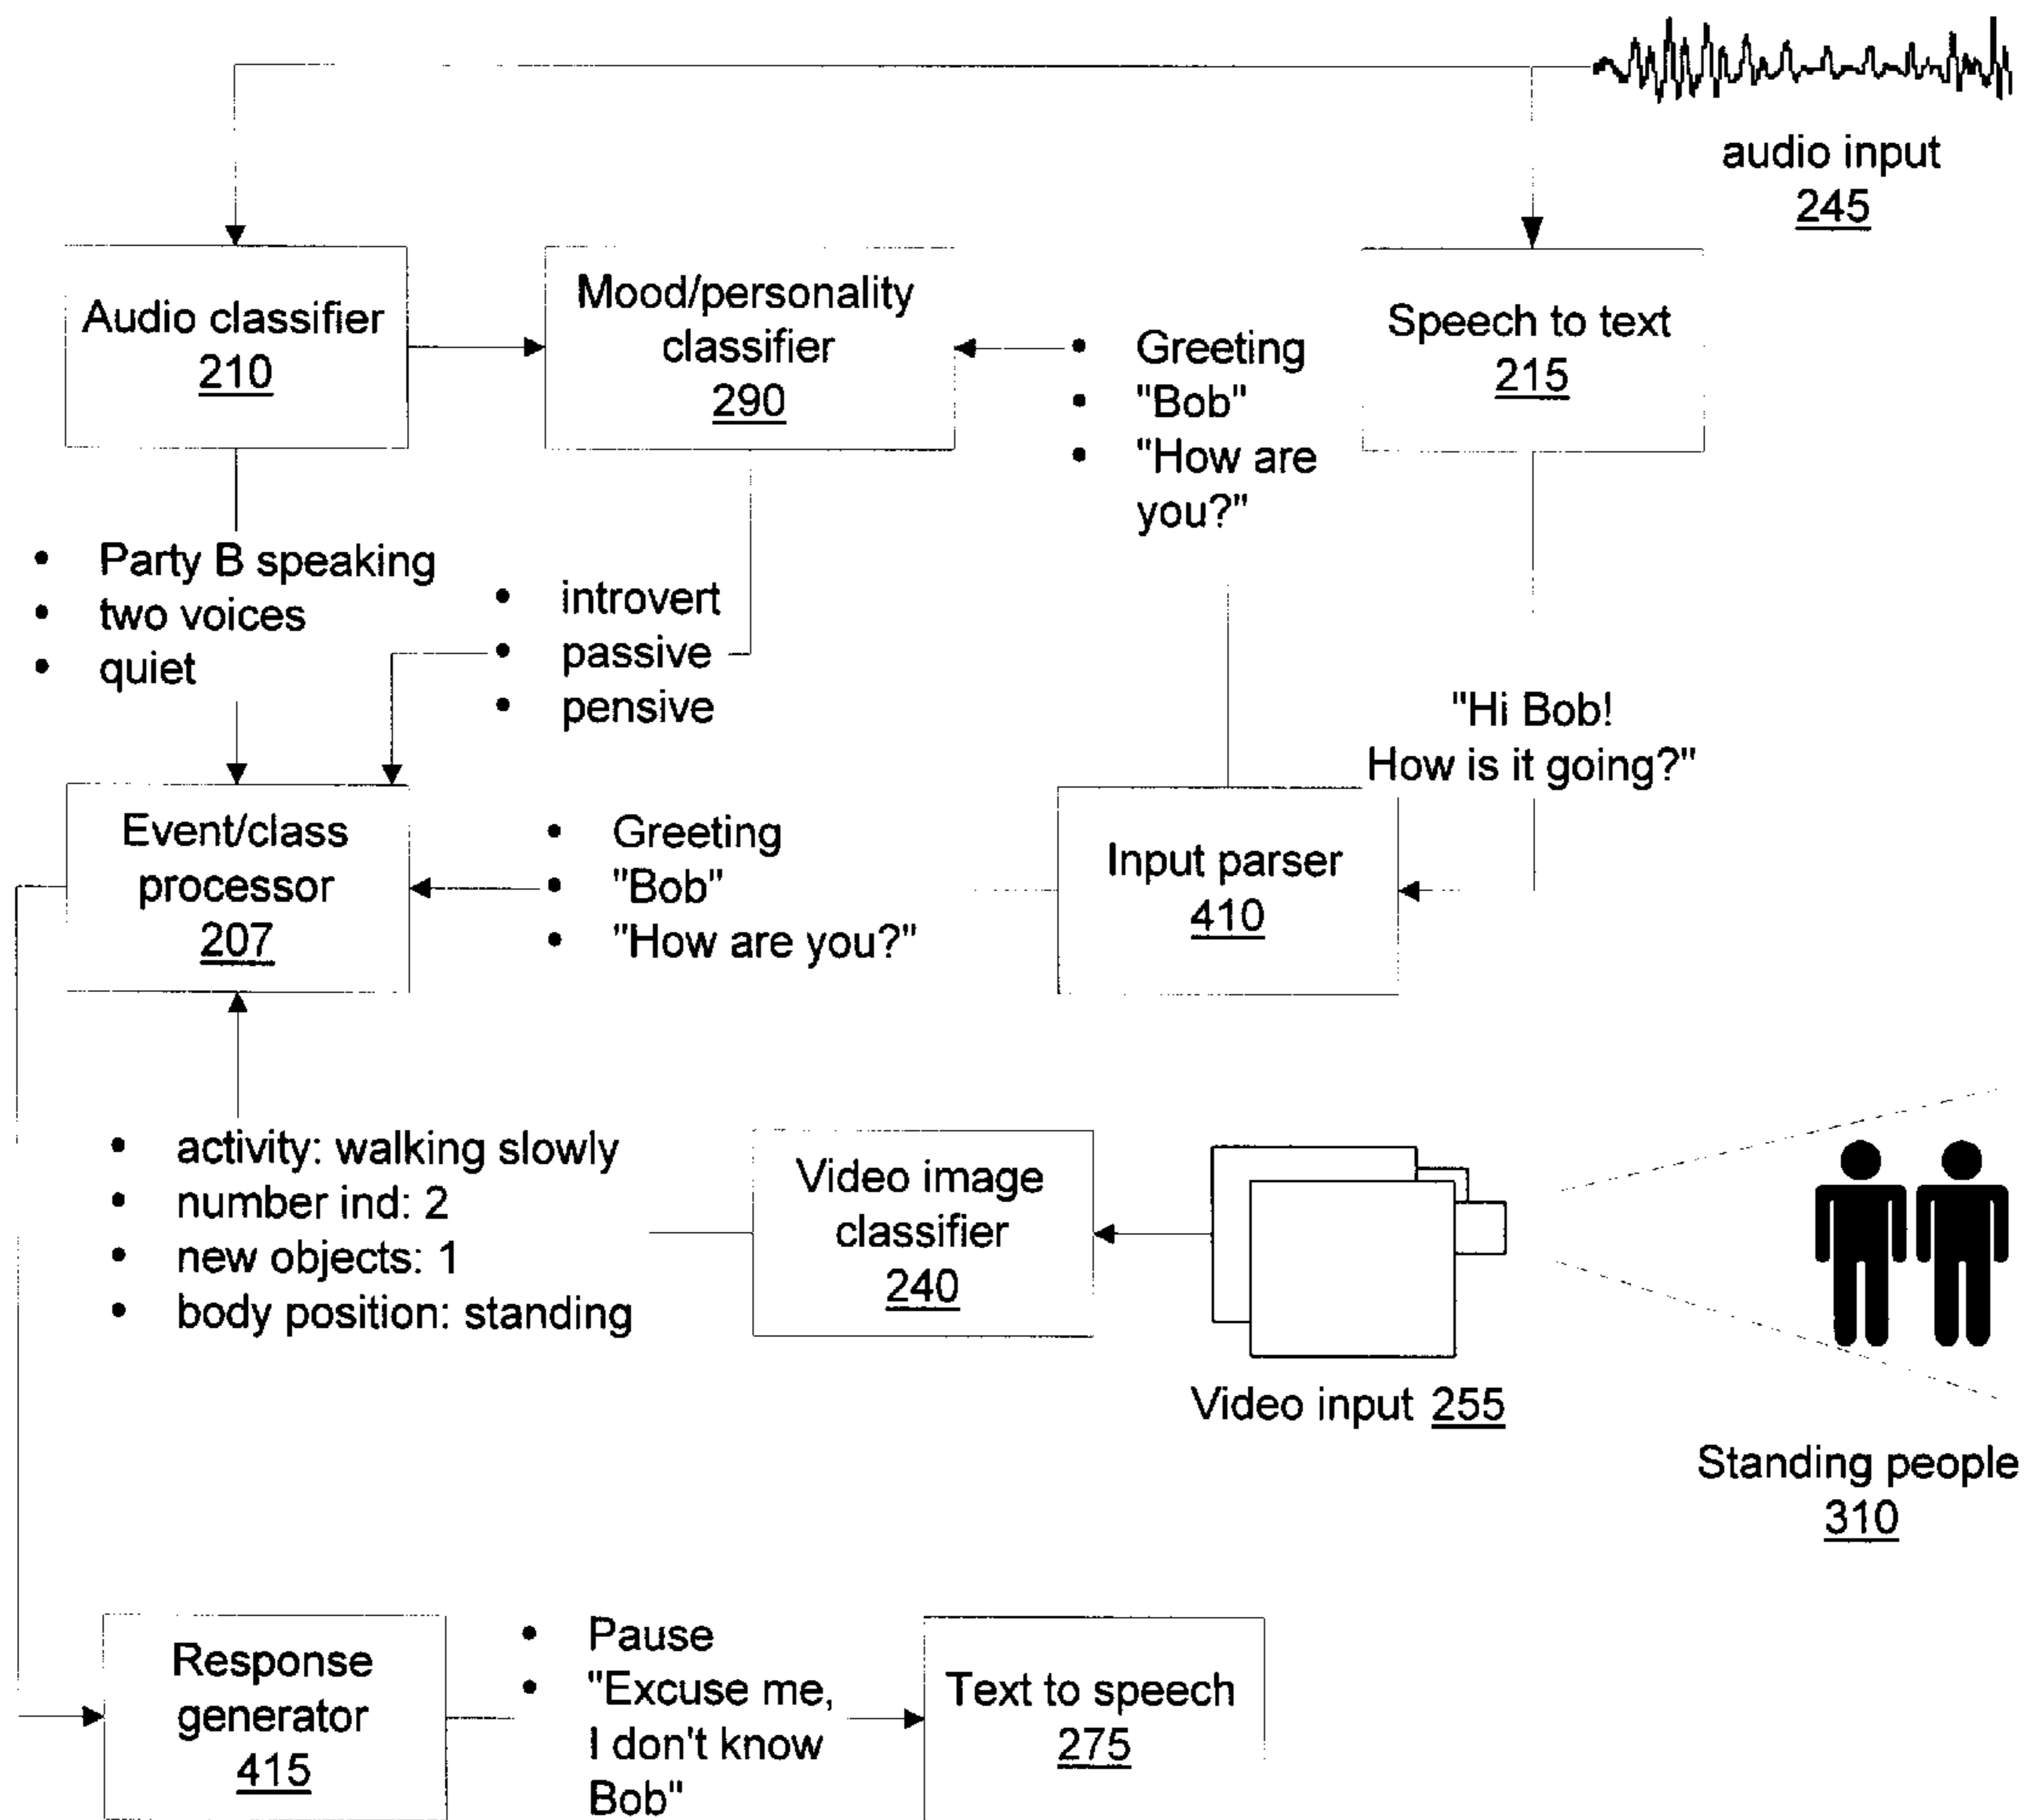 audio input
245
Audio classifier
210
Mood/personality
classifier
290
• Greeting
• "Bob"
• "How are
you?"
Speech to text
215
• Party B speaking
• two voices
• quiet
• introvert
• passive
• pensive
"Hi Bob!
How is it going?"
Event/class
processor
207
• Greeting
• "Bob"
• "How are you?"
Input parser
410
• activity: walking slowly
• number ind: 2
• new objects: 1
• body position: standing
Video image
classifier
240
Video input 255
Standing people
310
Response
generator
415
• Pause
• "Excuse me,
I don't know
Bob"
Text to speech
275